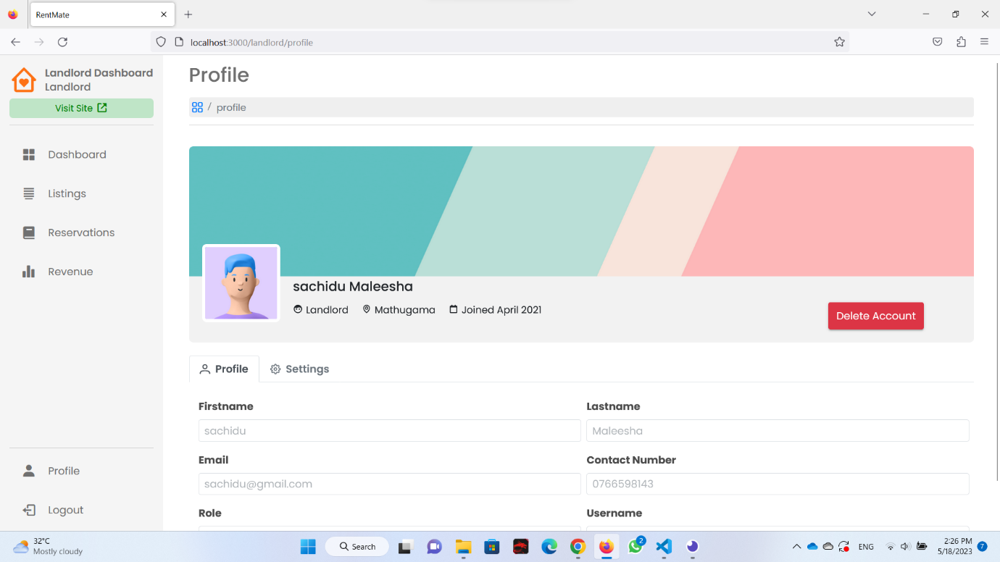 RentMate
localhost:3000/landlord/profile
Landlord Dashboard
Landlord
Visit Site
Dashboard
Listings
Reservations
Revenue
Profile
Logout
Profile
/ profile
sachidu Maleesha
Landlord Mathugama Joined April 2021
Delete Account
Profile Settings
Firstname Lastname
sachidu Maleesha
Email Contact Number
sachidu@gmail.com 0766598143
Role Username
32°C
Mostly cloudy
Search
2
ENG
2:26 PM
5/18/2023
7